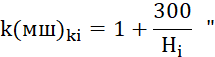 k(мш)ki = 1 + 300/Hi "